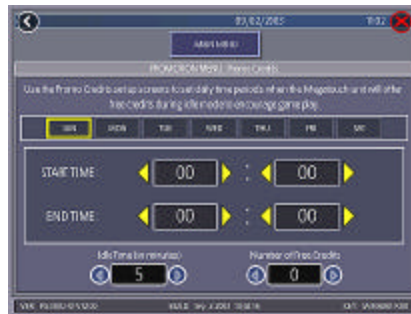 03/02/2005 11:02
MAIN MENU
PROMOTION MENU: Promo Credits
Use the Promo Credits setup screens to set daily time periods when the Megatouch unit will offer
free credits during idle mode to encourage game play.
SUN MON TUE WED THU FRI
START TIME 00 : 00
END TIME 00 : 00
Idle Time (in minutes) Number of Free Credits
5 0